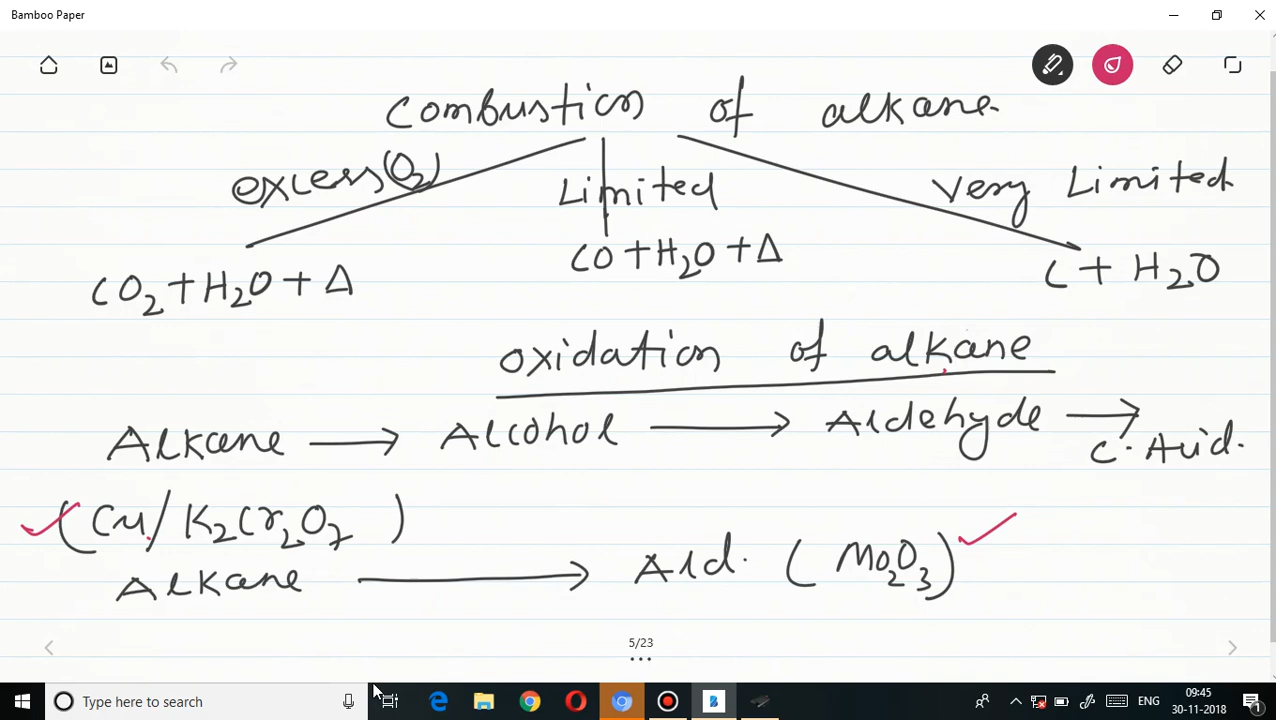 Bamboo Paper
Combustion of alkane
excess (O2) Limited Very Limited
CO2 + H2O + Δ CO + H2O + Δ C + H2O
oxidation of alkane
Alkane → Alcohol → Aldehyde → C. Acid.
(Cu/K2Cr2O7)
Alkane → Ald. (Mo2O3)
5/23
Type here to search
ENG
09:45
30-11-2018
1